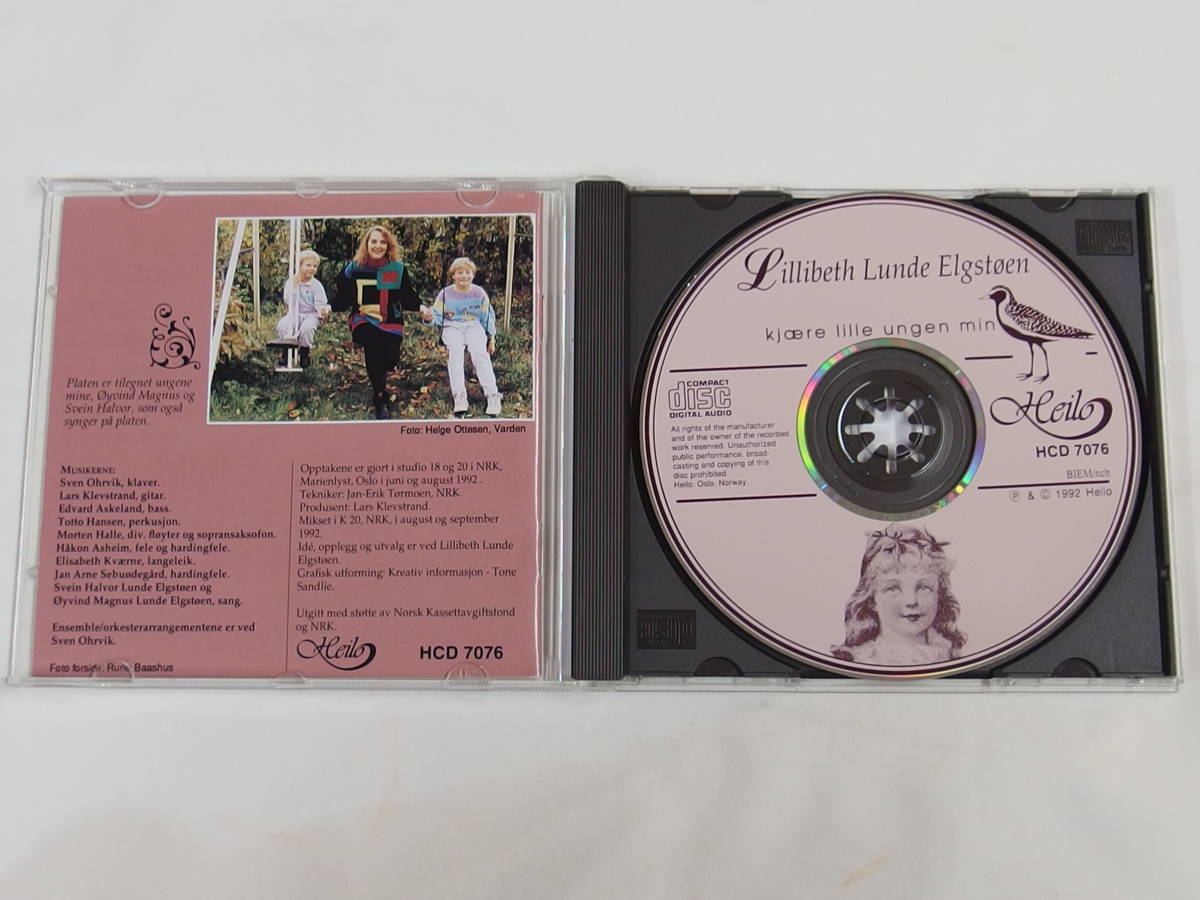 Platen er tilegnet ungene
mine, Øyvind Magnus og
Svein Halvor, som også
synger på platen.
Foto: Helge Ottesen, Varden
MUSIKERNE:
Sven Ohrvik, klaver.
Lars Klevstrand, gitar.
Edvard Askeland, bass.
Totto Hansen, perkusjon.
Morten Halle, div. fløyter og sopransaksofon.
Håkon Asheim, fele og hardingfele.
Elisabeth Kværne, langeleik.
Jan Arne Sebuødegård, hardingfele.
Svein Halvor Lunde Elgstøen og
Øyvind Magnus Lunde Elgstøen, sang.
Ensemble/orkesterarrangementene er ved
Sven Ohrvik.
Foto forside: Rune Baashus
Opptakene er gjort i studio 18 og 20 i NRK,
Marienlyst, Oslo i juni og august 1992.
Tekniker: Jan-Erik Tørmoen, NRK.
Produsent: Lars Klevstrand.
Mikset i K 20, NRK, i august og september
1992.
Idé, opplegg og utvalg er ved Lillibeth Lunde
Elgstøen.
Grafisk utforming: Kreativ informasjon - Tone
Sandlie.
Utgitt med støtte av Norsk Kassettavgiftsfond
og NRK.
Heilo HCD 7076
Lillibeth Lunde Elgstøen
kjære lille ungen min
COMPACT
disc
DIGITAL AUDIO
All rights of the manufacturer
and of the owner of the recorded
work reserved. Unauthorized
public performance, broad-
casting and copying of this
disc prohibited.
Heilo. Oslo, Norway.
Heilo
HCD 7076
BIEM/ncb
℗ & © 1992 Heilo